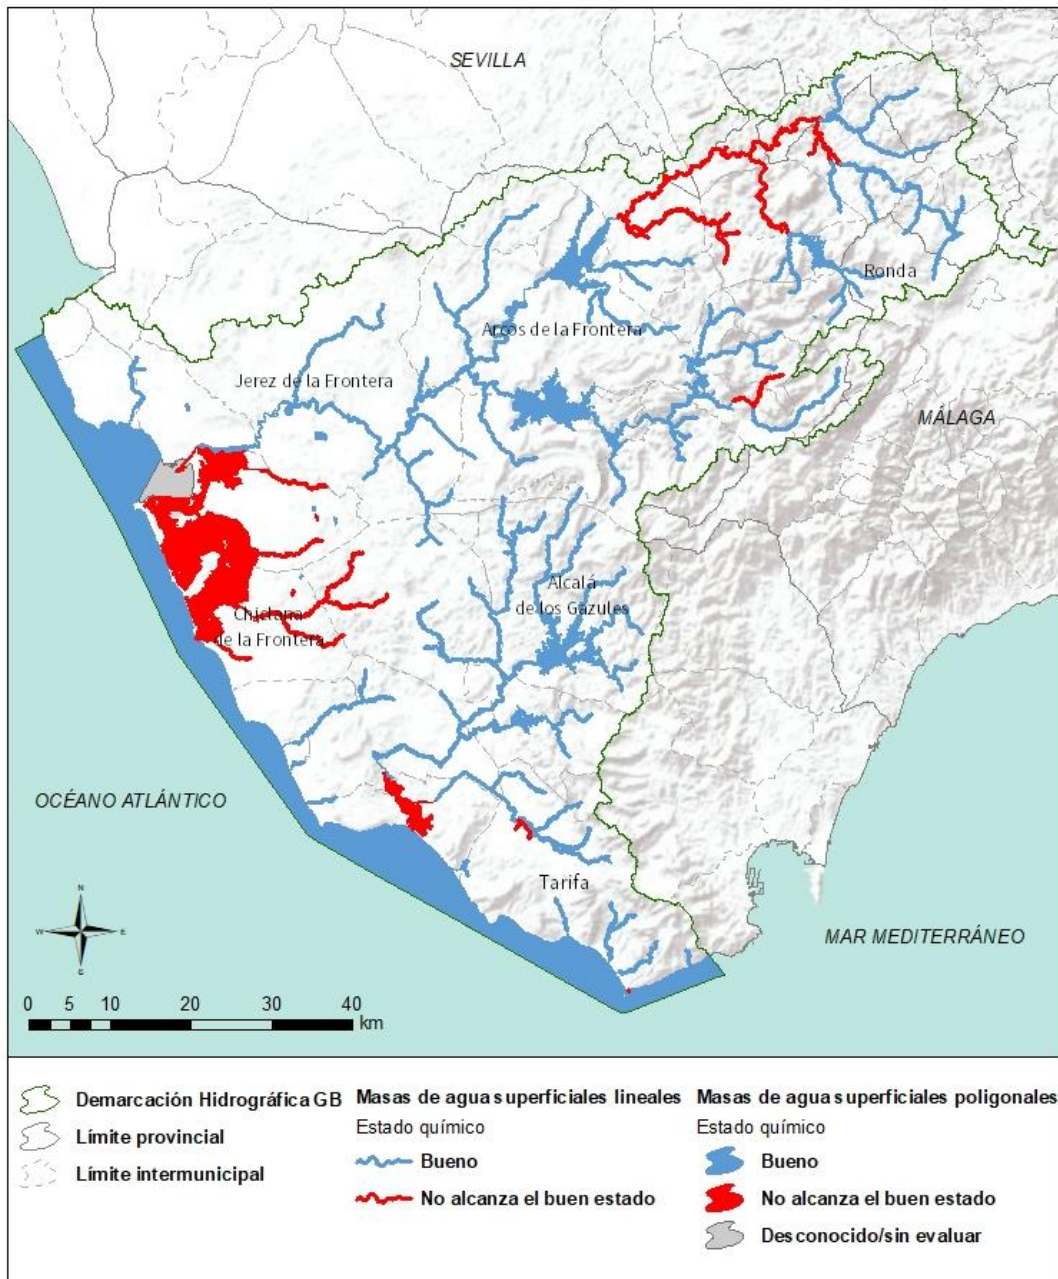 SEVILLA
Ronda
Arcos de la Frontera
Jerez de la Frontera
MÁLAGA
Alcalá
de los Gazules
Chiclana
de la Frontera
OCÉANO ATLÁNTICO
Tarifa
MAR MEDITERRÁNEO
N
W
E
S
0 5 10 20 30 40
km
Demarcación Hidrográfica GB
Límite provincial
Límite intermunicipal
Masas de agua superficiales lineales
Estado químico
Bueno
No alcanza el buen estado
Masas de agua superficiales poligonales
Estado químico
Bueno
No alcanza el buen estado
Desconocido/sin evaluar